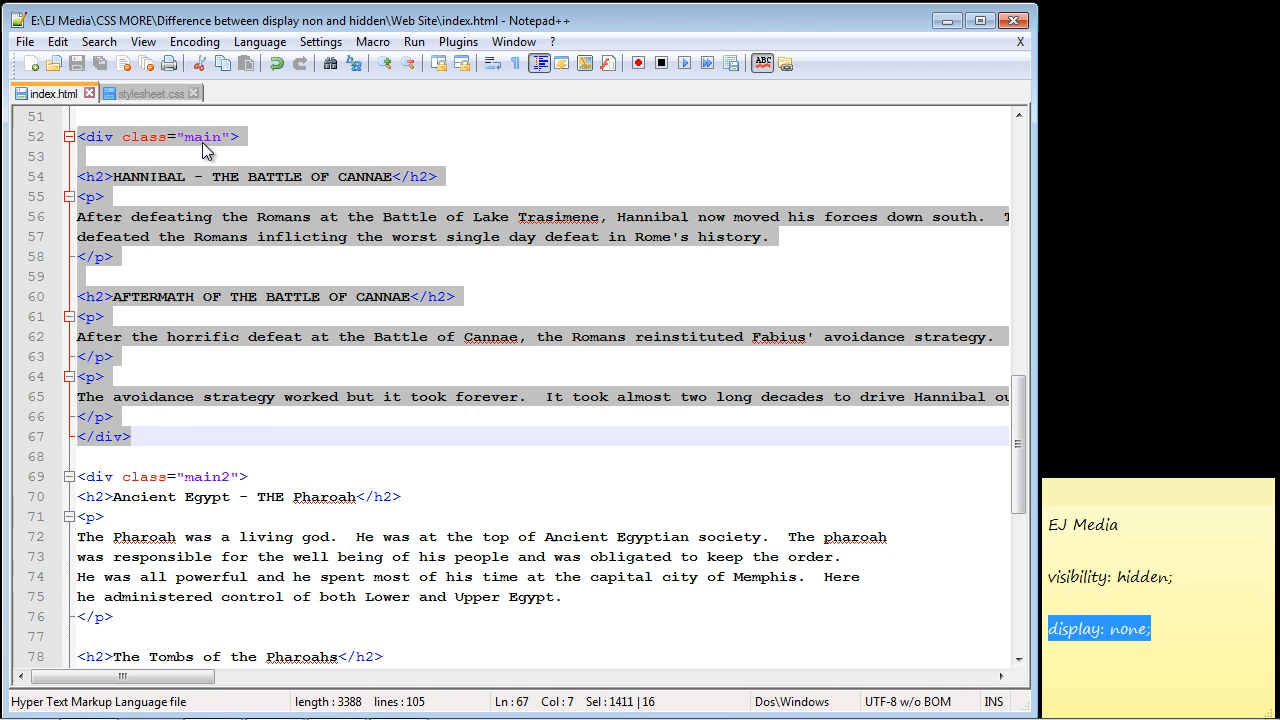 E:\EJ Media\CSS MORE\Difference between display non and hidden\Web Site\index.html - Notepad++
File Edit Search View Encoding Language Settings Macro Run Plugins Window ? X
ABC
index.html stylesheet.css
51
52 <div class="main">
53
54 <h2>HANNIBAL - THE BATTLE OF CANNAE</h2>
55 <p>
56 After defeating the Romans at the Battle of Lake Trasimene, Hannibal now moved his forces down south. T
57 defeated the Romans inflicting the worst single day defeat in Rome's history.
58 </p>
59
60 <h2>AFTERMATH OF THE BATTLE OF CANNAE</h2>
61 <p>
62 After the horrific defeat at the Battle of Cannae, the Romans reinstituted Fabius' avoidance strategy.
63 </p>
64 <p>
65 The avoidance strategy worked but it took forever. It took almost two long decades to drive Hannibal ou
66 </p>
67 </div>
68
69 <div class="main2">
70 <h2>Ancient Egypt - THE Pharoah</h2>
71 <p>
72 The Pharoah was a living god. He was at the top of Ancient Egyptian society. The pharoah
73 was responsible for the well being of his people and was obligated to keep the order.
74 He was all powerful and he spent most of his time at the capital city of Memphis. Here
75 he administered control of both Lower and Upper Egypt.
76 </p>
77
78 <h2>The Tombs of the Pharoahs</h2>
Hyper Text Markup Language file length : 3388 lines : 105 Ln : 67 Col : 7 Sel : 1411 | 16 Dos\Windows UTF-8 w/o BOM INS
EJ Media
visibility: hidden;
display: none;